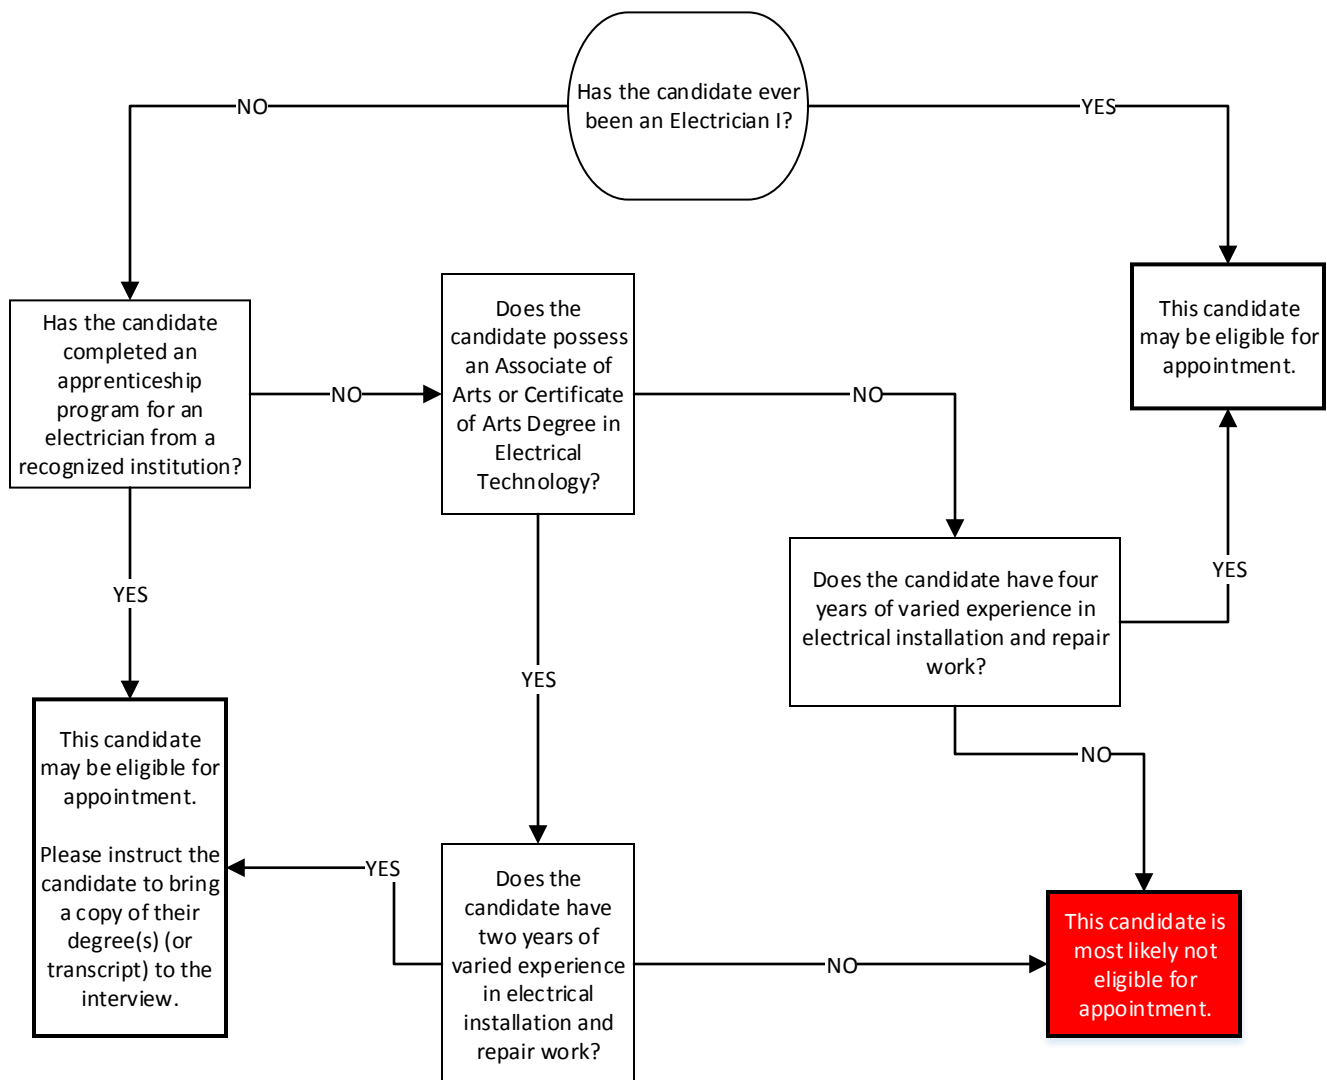 Has the candidate ever
been an Electrician I?
NO
YES
Has the candidate
completed an
apprenticeship
program for an
electrician from a
recognized institution?
NO
Does the
candidate possess
an Associate of
Arts or Certificate
of Arts Degree in
Electrical
Technology?
NO
This candidate
may be eligible for
appointment.
YES
YES
Does the candidate have four
years of varied experience in
electrical installation and repair
work?
YES
NO
This candidate
may be eligible for
appointment.
Please instruct the
candidate to bring
a copy of their
degree(s) (or
transcript) to the
interview.
YES
Does the
candidate have
two years of
varied experience
in electrical
installation and
repair work?
NO
This candidate is
most likely not
eligible for
appointment.